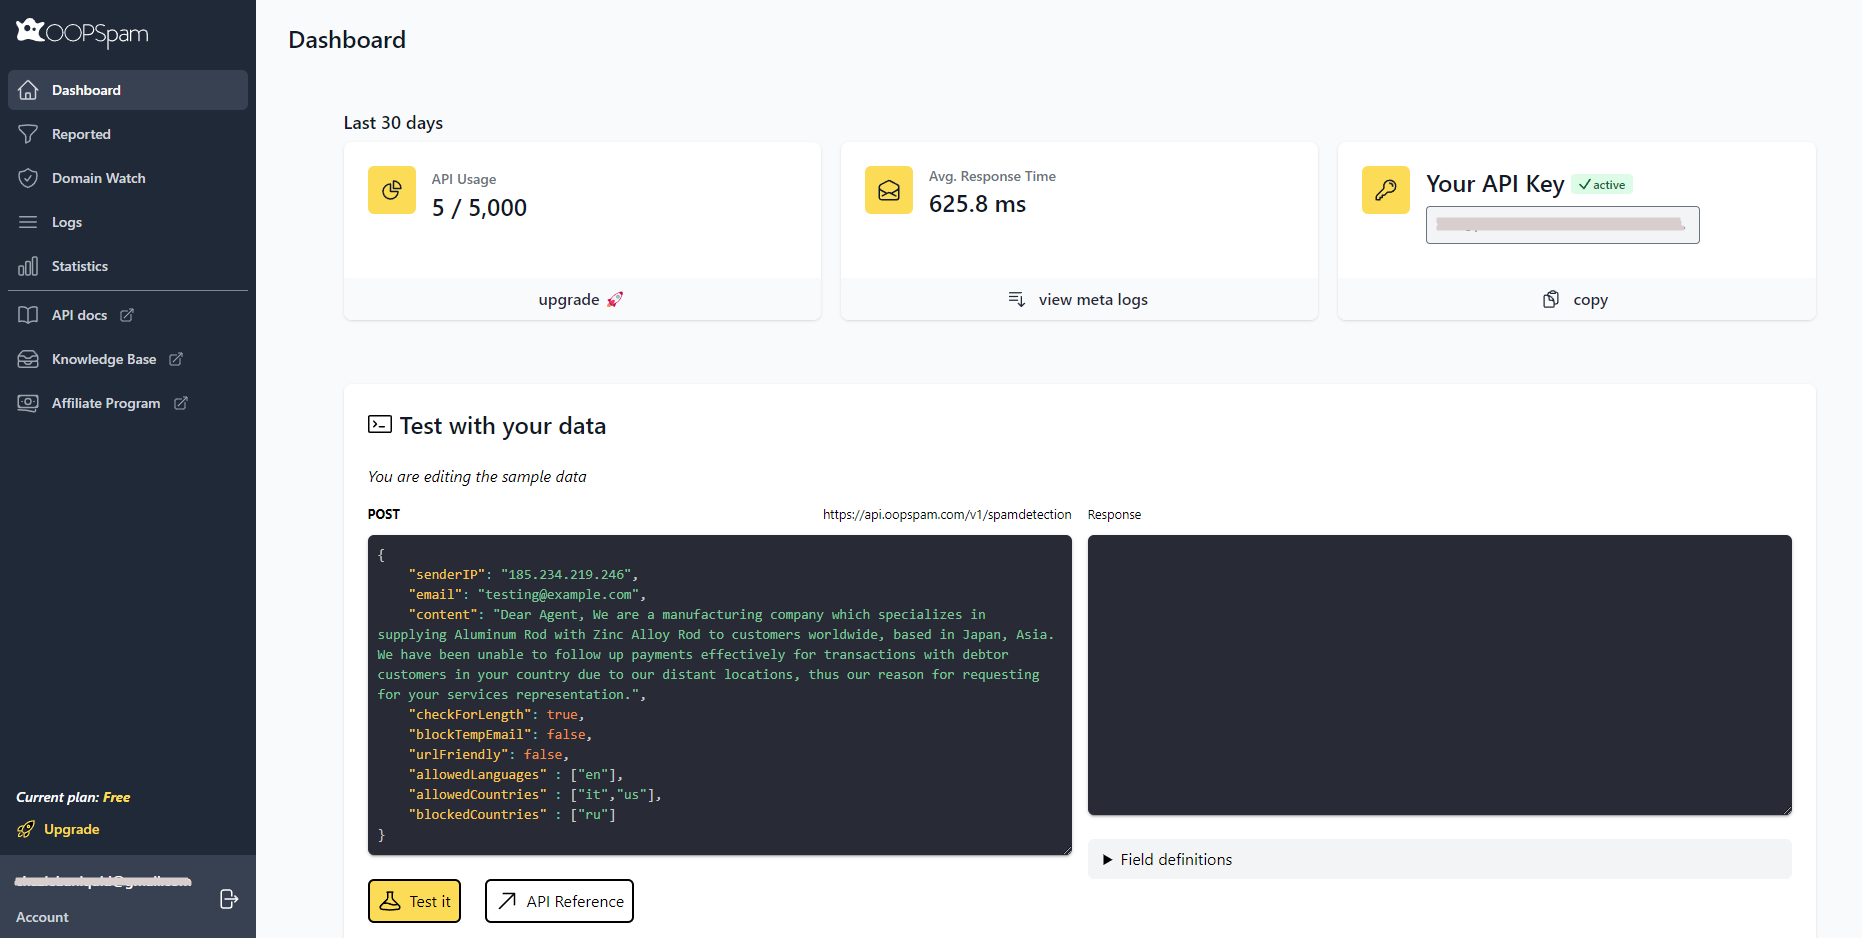 OOPSpam
Dashboard
Reported
Domain Watch
Logs
Statistics
API docs
Knowledge Base
Affiliate Program
Current plan: Free
Upgrade
Account
Dashboard
Last 30 days
API Usage
5 / 5,000
upgrade 🚀
Avg. Response Time
625.8 ms
view meta logs
Your API Key
active
copy
Test with your data
You are editing the sample data
POST
https://api.oopspam.com/v1/spamdetection
{
"senderIP": "185.234.219.246",
"email": "testing@example.com",
"content": "Dear Agent, We are a manufacturing company which specializes in
supplying Aluminum Rod with Zinc Alloy Rod to customers worldwide, based in Japan, Asia.
We have been unable to follow up payments effectively for transactions with debtor
customers in your country due to our distant locations, thus our reason for requesting
for your services representation.",
"checkForLength": true,
"blockTempEmail": false,
"urlFriendly": false,
"allowedLanguages" : ["en"],
"allowedCountries" : ["it","us"],
"blockedCountries" : ["ru"]
}
Test it
API Reference
Response
Field definitions